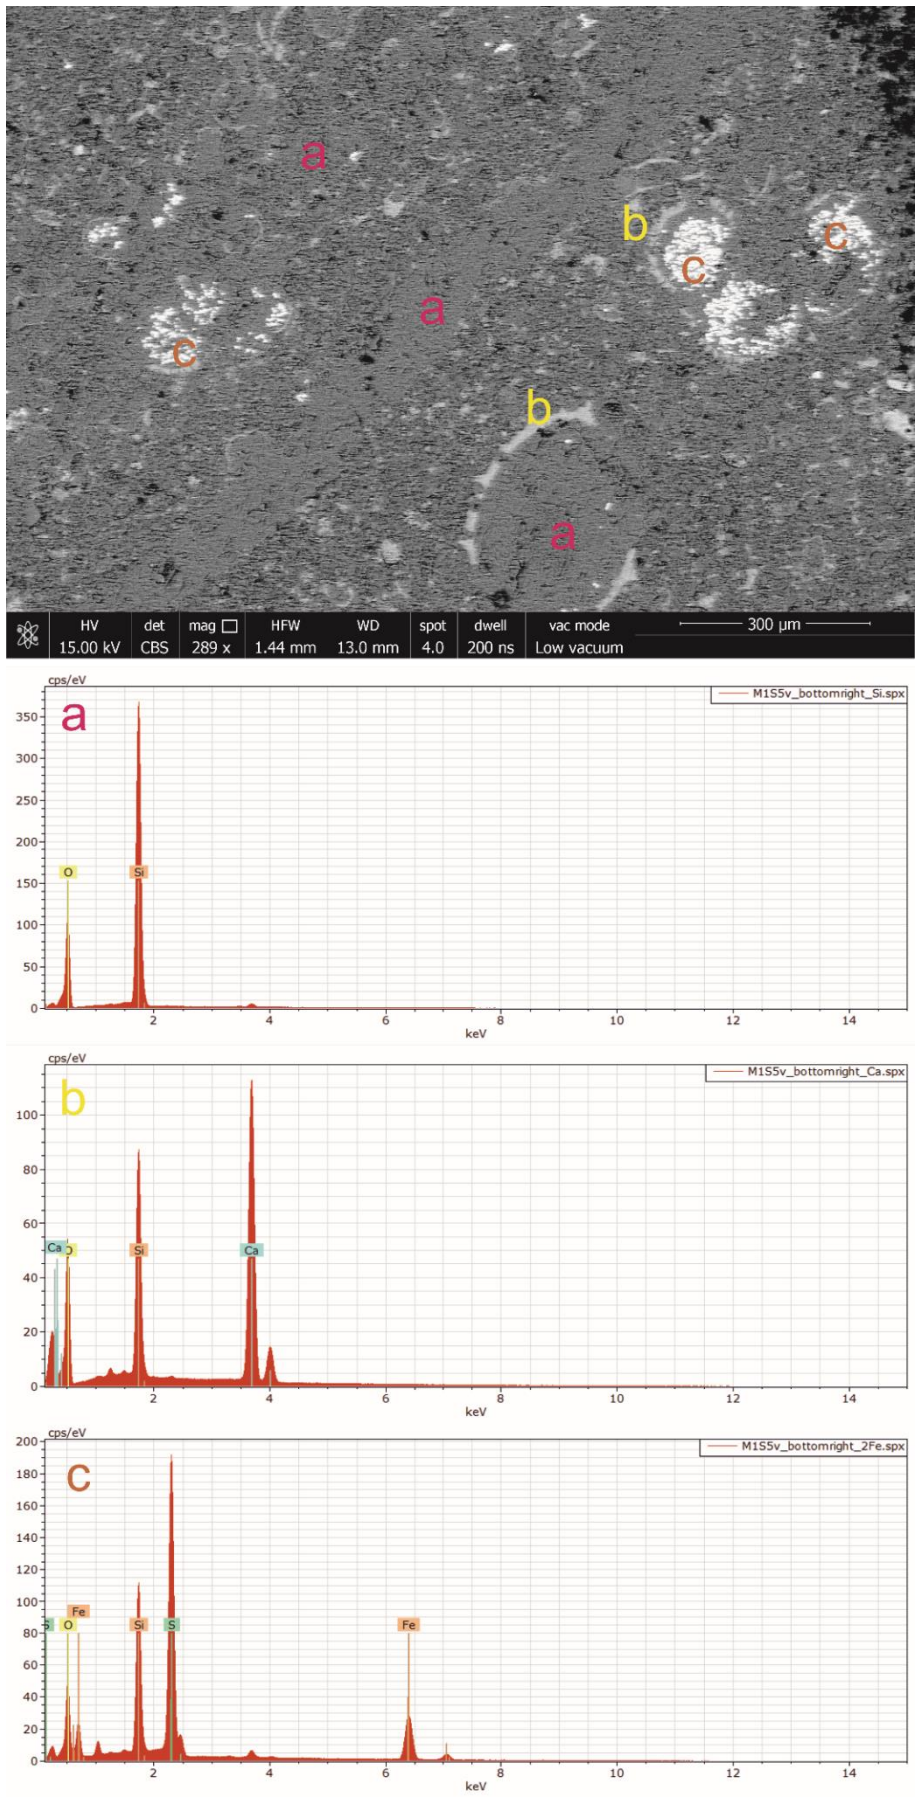 a
b
c
c
a
c
b
a
HV det mag HFW WD spot dwell vac mode 300 µm
15.00 kV CBS 289 x 1.44 mm 13.0 mm 4.0 200 ns Low vacuum
cps/eV
a
M1S5v_bottomright_Si.spx
350
300
250
200
150
100
50
0
O Si
2 4 6 8 10 12 14
keV
cps/eV
b
M1S5v_bottomright_Ca.spx
100
80
60
40
20
0
Ca O Si Ca
2 4 6 8 10 12 14
keV
cps/eV
c
M1S5v_bottomright_2Fe.spx
200
180
160
140
120
100
80
60
40
20
0
Fe
S O Si S Fe
2 4 6 8 10 12 14
keV